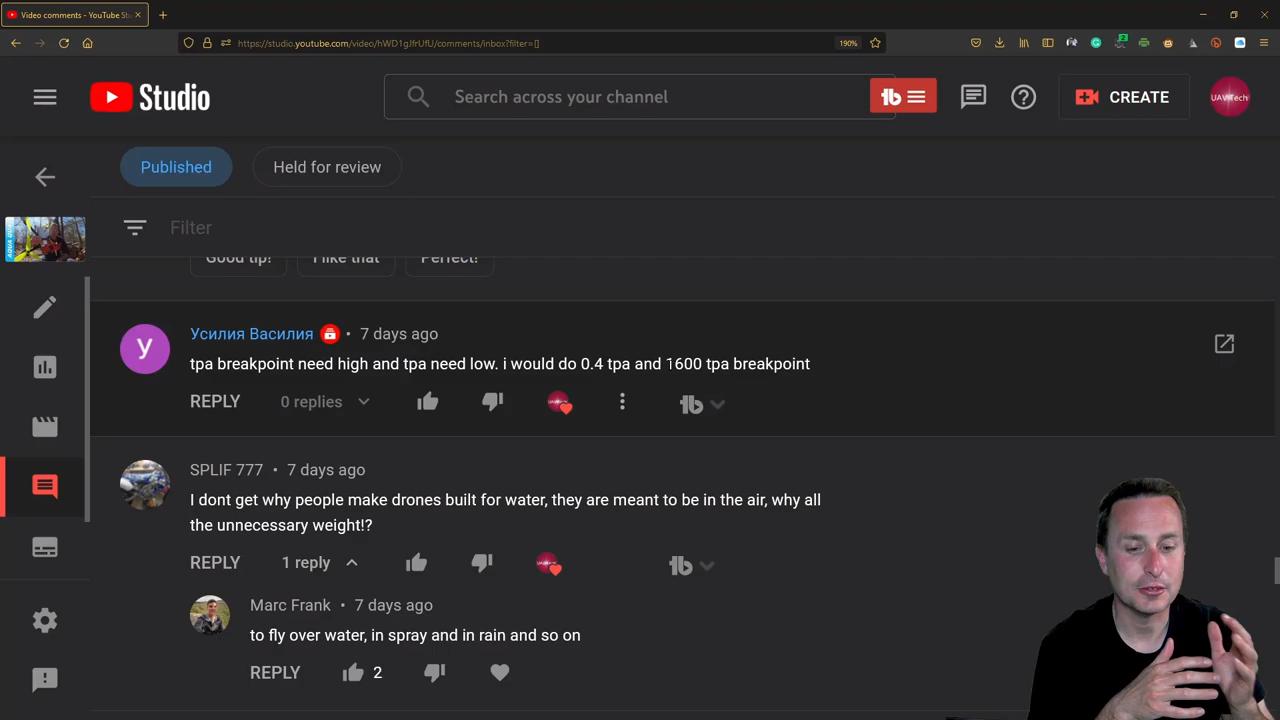 Video comments - YouTube Stu
https://studio.youtube.com/video/hWD1gJfrUfU/comments/inbox?filter=[]
190%
2
Studio
Search across your channel
CREATE
UAVTech
Published
Held for review
Filter
Good tip!
I like that
Perfect!
Усилия Василия • 7 days ago
tpa breakpoint need high and tpa need low. i would do 0.4 tpa and 1600 tpa breakpoint
REPLY 0 replies
SPLIF 777 • 7 days ago
I dont get why people make drones built for water, they are meant to be in the air, why all
the unnecessary weight!?
REPLY 1 reply
Marc Frank • 7 days ago
to fly over water, in spray and in rain and so on
REPLY 2